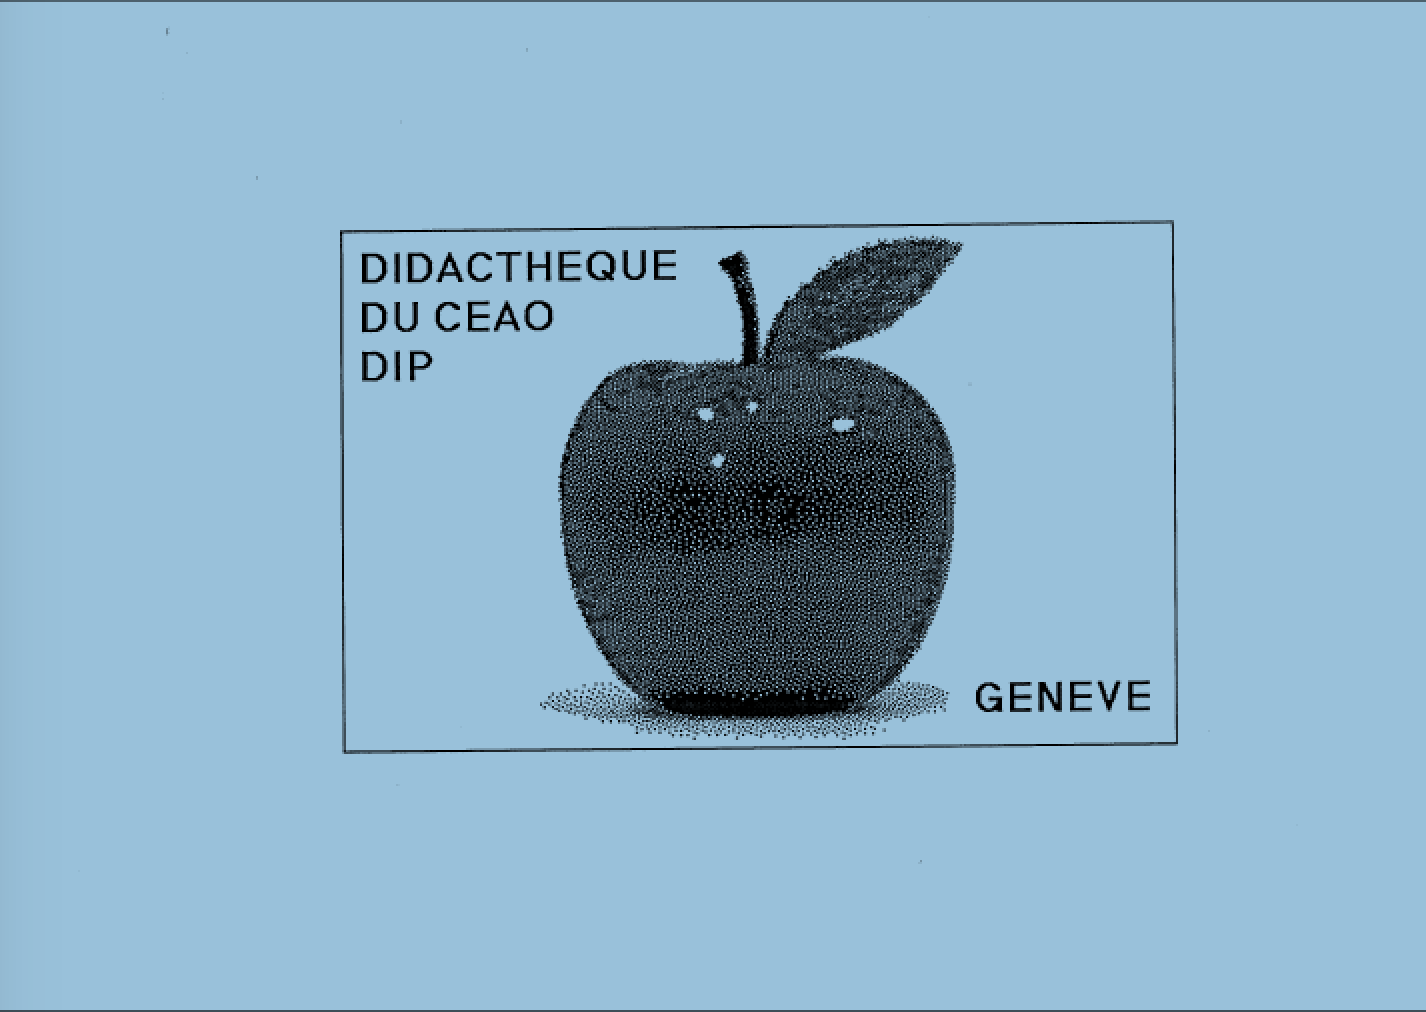 DIDACTHEQUE
DU CEAO
DIP
GENEVE